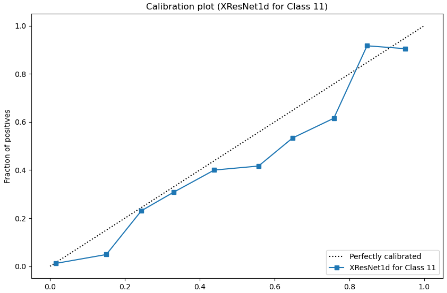 Calibration plot (XResNet1d for Class 11)
1.0
0.8
0.6
0.4
0.2
0.0
Fraction of positives
0.0 0.2 0.4 0.6 0.8 1.0
Perfectly calibrated
XResNet1d for Class 11